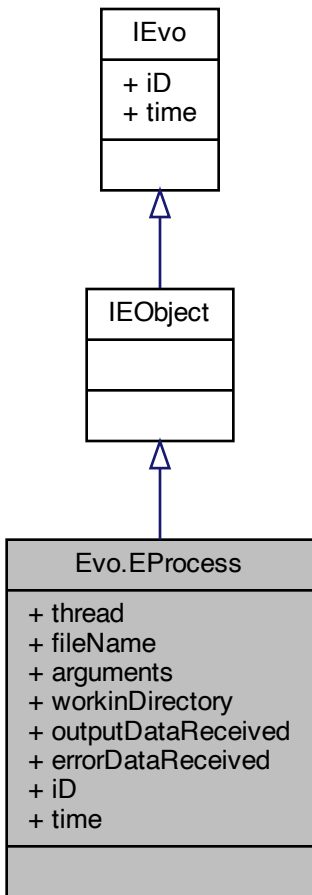 IEvo
+ iD
+ time
IEObject
Evo.EProcess
+ thread
+ fileName
+ arguments
+ workinDirectory
+ outputDataReceived
+ errorDataReceived
+ iD
+ time